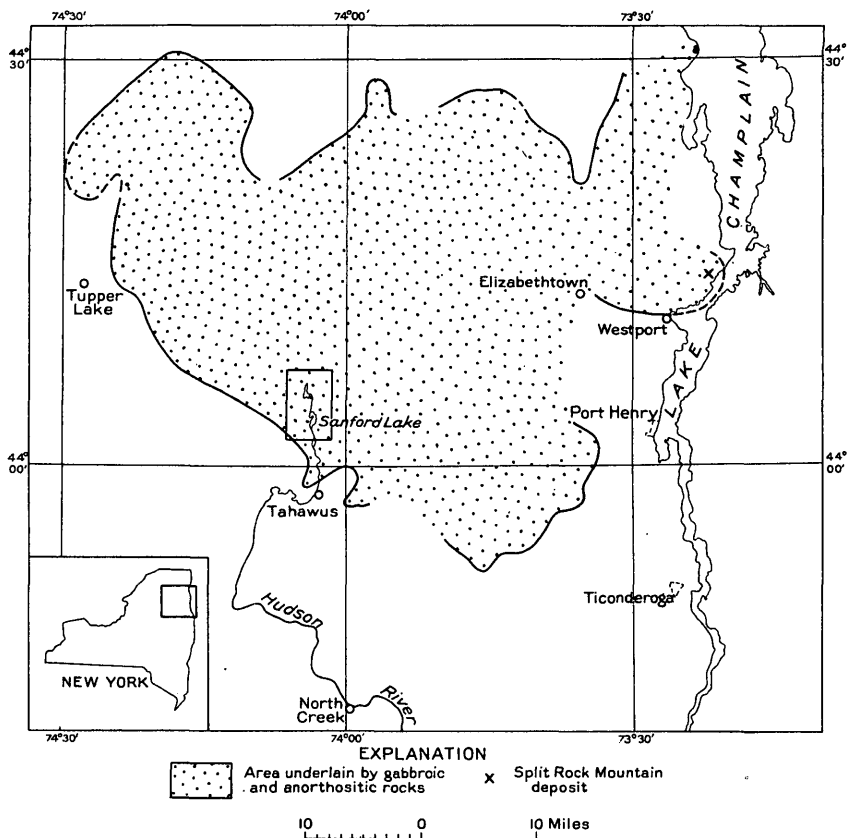 74°30′ 74°00′ 73°30′
44°
30′
44°
30′
CHAMPLAIN
Elizabethtown
Tupper
Lake
Westport
LAKE
Port Henry
Sanford Lake
44°
00′
44°
00′
Tahawus
Ticonderoga
Hudson
NEW YORK
North
Creek
River
74°30′ 74°00′ 73°30′
EXPLANATION
Area underlain by gabbroic
and anorthositic rocks
x Split Rock Mountain
deposit
10 0 10 Miles